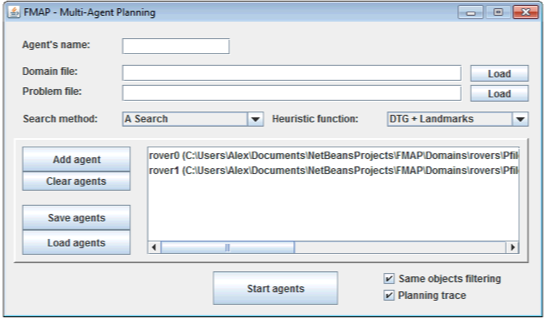 FMAP - Multi-Agent Planning
Agent's name:
Domain file:
Load
Problem file:
Load
Search method:
A Search
Heuristic function:
DTG + Landmarks
Add agent
Clear agents
Save agents
Load agents
rover0 (C:\Users\Alex\Documents\NetBeansProjects\FMAP\Domains\rovers\Pfil
rover1 (C:\Users\Alex\Documents\NetBeansProjects\FMAP\Domains\rovers\Pfil
Start agents
Same objects filtering
Planning trace